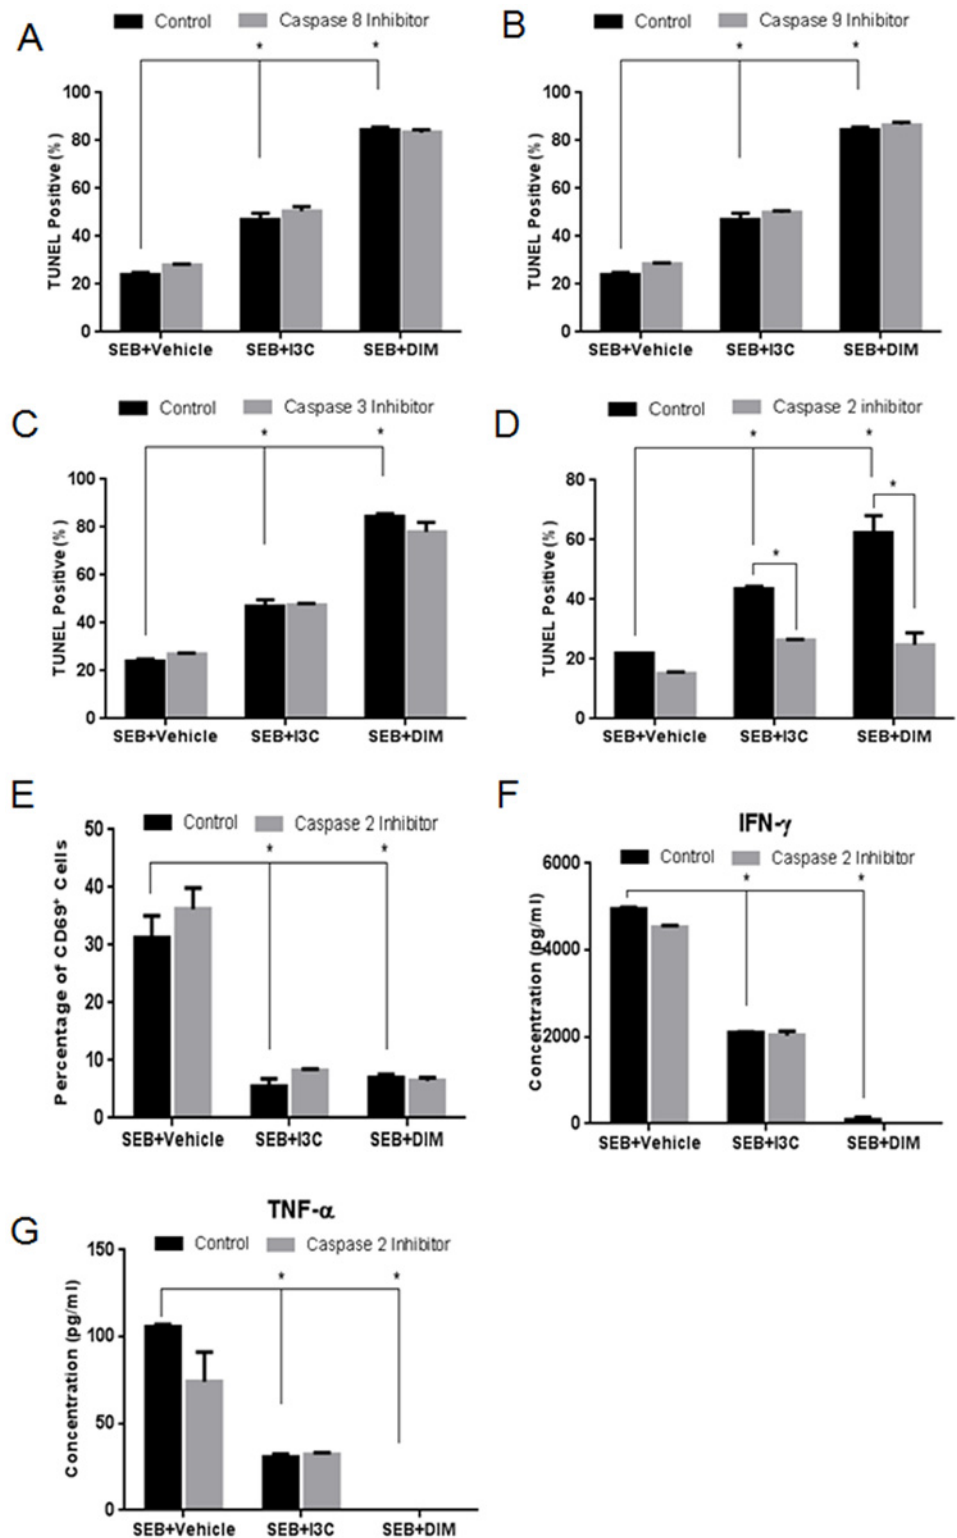 A
Control Caspase 8 Inhibitor
* *
TUNEL Positive (%)
100
80
60
40
20
0
SEB+Vehicle SEB+I3C SEB+DIM
B
Control Caspase 9 Inhibitor
* *
TUNEL Positive (%)
100
80
60
40
20
0
SEB+Vehicle SEB+I3C SEB+DIM
C
Control Caspase 3 Inhibitor
* *
TUNEL Positive (%)
100
80
60
40
20
0
SEB+Vehicle SEB+I3C SEB+DIM
D
Control Caspase 2 inhibitor
* *
*
*
TUNEL Positive (%)
80
60
40
20
0
SEB+Vehicle SEB+I3C SEB+DIM
E
Control Caspase 2 Inhibitor
* *
Percentage of CD69⁺ Cells
50
40
30
20
10
0
SEB+Vehicle SEB+I3C SEB+DIM
F
IFN-γ
Control Caspase 2 Inhibitor
* *
Concentration (pg/ml)
6000
4000
2000
0
SEB+Vehicle SEB+I3C SEB+DIM
G
TNF-α
Control Caspase 2 Inhibitor
* *
Concentration (pg/ml)
150
100
50
0
SEB+Vehicle SEB+I3C SEB+DIM